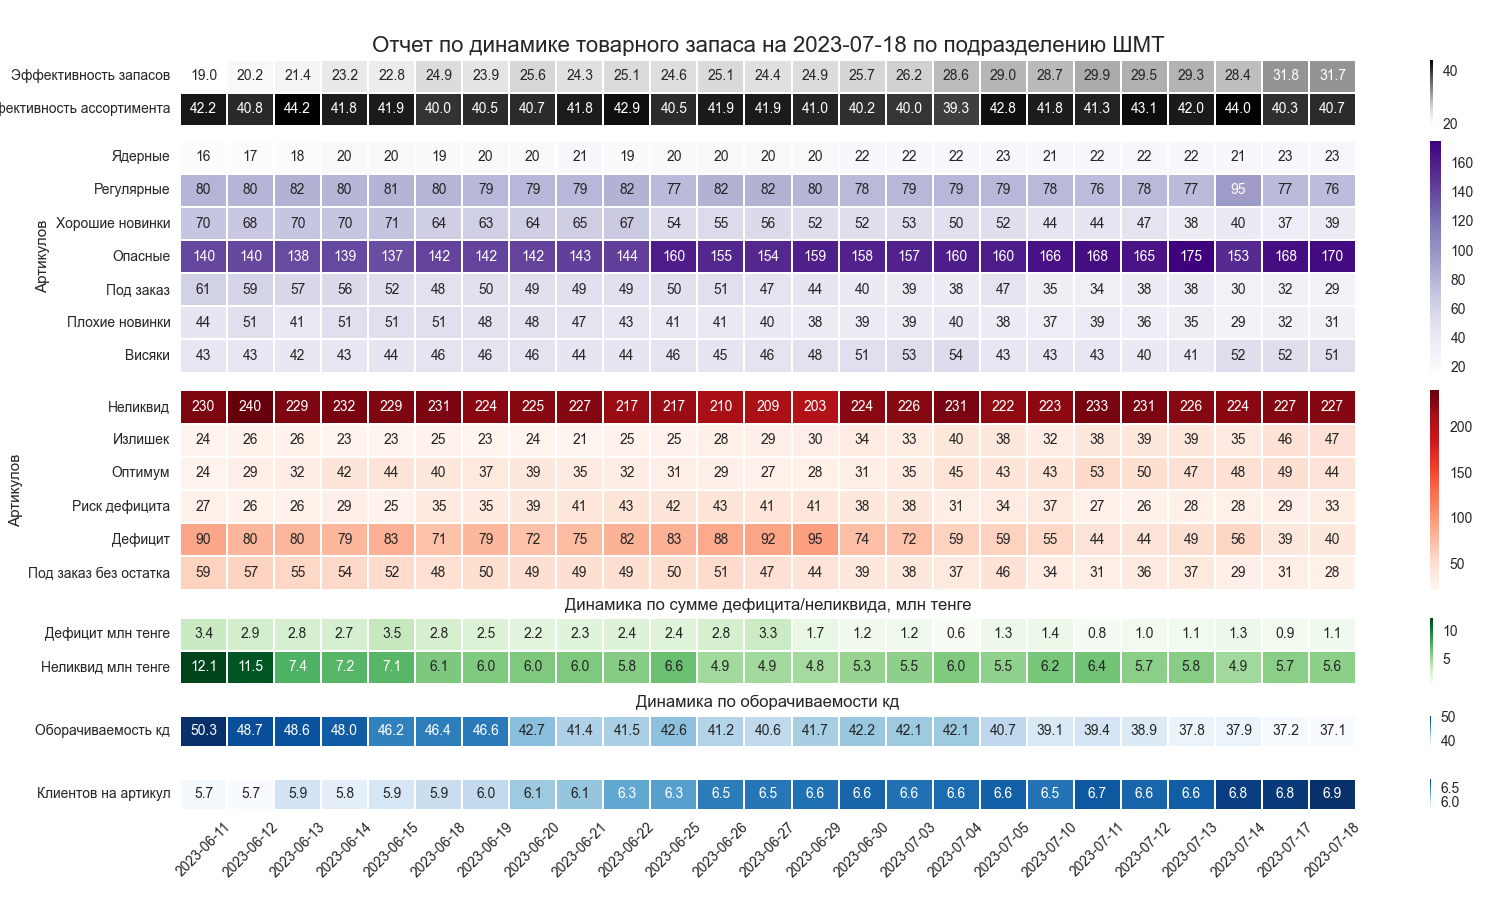 Отчет по динамике товарного запаса на 2023-07-18 по подразделению ШМТ
Эффективность запасов 19.0 20.2 21.4 23.2 22.8 24.9 23.9 25.6 24.3 25.1 24.6 25.1 24.4 24.9 25.7 26.2 28.6 29.0 28.7 29.9 29.5 29.3 28.4 31.8 31.7
фективность ассортимента 42.2 40.8 44.2 41.8 41.9 40.0 40.5 40.7 41.8 42.9 40.5 41.9 41.9 41.0 40.2 40.0 39.3 42.8 41.8 41.3 43.1 42.0 44.0 40.3 40.7
40
20
Артикулов
Ядерные 16 17 18 20 20 19 20 20 21 19 20 20 20 20 22 22 22 23 21 22 22 22 21 23 23
Регулярные 80 80 82 80 81 80 79 79 79 82 77 82 82 80 78 79 79 79 78 76 78 77 95 77 76
Хорошие новинки 70 68 70 70 71 64 63 64 65 67 54 55 56 52 52 53 50 52 44 44 47 38 40 37 39
Опасные 140 140 138 139 137 142 142 142 143 144 160 155 154 159 158 157 160 160 166 168 165 175 153 168 170
Под заказ 61 59 57 56 52 48 50 49 49 49 50 51 47 44 40 39 38 47 35 34 38 38 30 32 29
Плохие новинки 44 51 41 51 51 51 48 48 47 43 41 41 40 38 39 39 40 38 37 39 36 35 29 32 31
Висяки 43 43 42 43 44 46 46 46 44 44 46 45 46 48 51 53 54 43 43 43 40 41 52 52 51
160
140
120
100
80
60
40
20
Артикулов
Неликвид 230 240 229 232 229 231 224 225 227 217 217 210 209 203 224 226 231 222 223 233 231 226 224 227 227
Излишек 24 26 26 23 23 25 23 24 21 25 25 28 29 30 34 33 40 38 32 38 39 39 35 46 47
Оптимум 24 29 32 42 44 40 37 39 35 32 31 29 27 28 31 35 45 43 43 53 50 47 48 49 44
Риск дефицита 27 26 26 29 25 35 35 39 41 43 42 43 41 41 38 38 31 34 37 27 26 28 28 29 33
Дефицит 90 80 80 79 83 71 79 72 75 82 83 88 92 95 74 72 59 59 55 44 44 49 56 39 40
Под заказ без остатка 59 57 55 54 52 48 50 49 49 49 50 51 47 44 39 38 37 46 34 31 36 37 29 31 28
200
150
100
50
Динамика по сумме дефицита/неликвида, млн тенге
Дефицит млн тенге 3.4 2.9 2.8 2.7 3.5 2.8 2.5 2.2 2.3 2.4 2.4 2.8 3.3 1.7 1.2 1.2 0.6 1.3 1.4 0.8 1.0 1.1 1.3 0.9 1.1
Неликвид млн тенге 12.1 11.5 7.4 7.2 7.1 6.1 6.0 6.0 6.0 5.8 6.6 4.9 4.9 4.8 5.3 5.5 6.0 5.5 6.2 6.4 5.7 5.8 4.9 5.7 5.6
10
5
Динамика по оборачиваемости кд
Оборачиваемость кд 50.3 48.7 48.6 48.0 46.2 46.4 46.6 42.7 41.4 41.5 42.6 41.2 40.6 41.7 42.2 42.1 42.1 40.7 39.1 39.4 38.9 37.8 37.9 37.2 37.1
50
40
Клиентов на артикул 5.7 5.7 5.9 5.8 5.9 5.9 6.0 6.1 6.1 6.3 6.3 6.5 6.5 6.6 6.6 6.6 6.6 6.6 6.5 6.7 6.6 6.6 6.8 6.8 6.9
6.5
6.0
2023-06-11 2023-06-12 2023-06-13 2023-06-14 2023-06-15 2023-06-18 2023-06-19 2023-06-20 2023-06-21 2023-06-22 2023-06-25 2023-06-26 2023-06-27 2023-06-29 2023-06-30 2023-07-03 2023-07-04 2023-07-05 2023-07-10 2023-07-11 2023-07-12 2023-07-13 2023-07-14 2023-07-17 2023-07-18